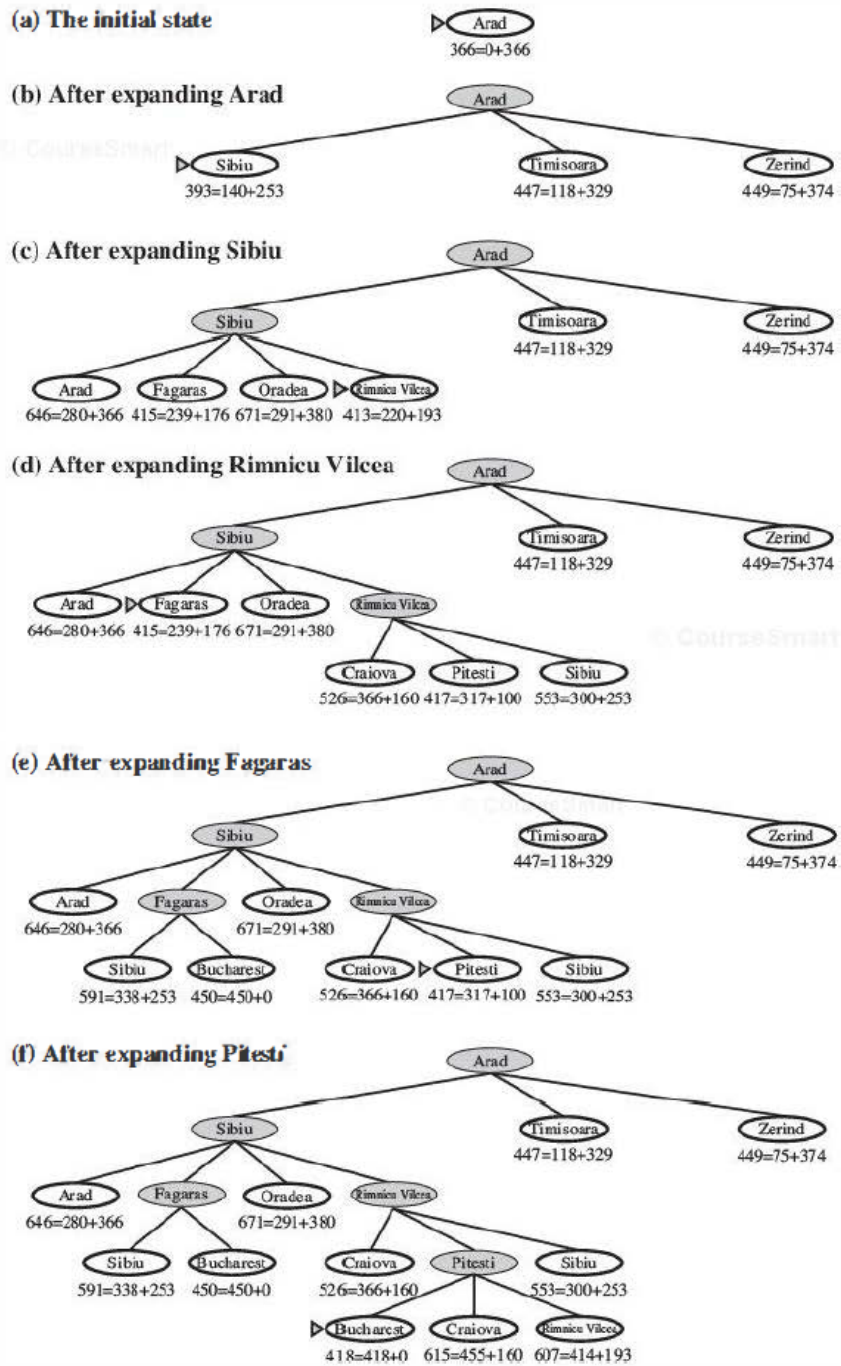 (a) The initial state
Arad
366=0+366
(b) After expanding Arad
Arad
© CourseSmart
Sibiu Timisoara Zerind
393=140+253 447=118+329 449=75+374
(c) After expanding Sibiu
Arad
Sibiu Timisoara Zerind
447=118+329 449=75+374
Arad Fagaras Oradea Rimnicu Vilcea
646=280+366 415=239+176 671=291+380 413=220+193
(d) After expanding Rimnicu Vilcea
Arad
Sibiu Timisoara Zerind
447=118+329 449=75+374
Arad Fagaras Oradea Rimnicu Vilcea
646=280+366 415=239+176 671=291+380
© CourseSmart
Craiova Pitesti Sibiu
526=366+160 417=317+100 553=300+253
(e) After expanding Fagaras
Arad
© CourseSmart
Sibiu Timisoara Zerind
447=118+329 449=75+374
Arad Fagaras Oradea Rimnicu Vilcea
646=280+366 671=291+380
Sibiu Bucharest Craiova Pitesti Sibiu
591=338+253 450=450+0 526=366+160 417=317+100 553=300+253
(f) After expanding Pitesti
Arad
Sibiu Timisoara Zerind
447=118+329 449=75+374
Arad Fagaras Oradea Rimnicu Vilcea
646=280+366 671=291+380
Sibiu Bucharest Craiova Pitesti Sibiu
591=338+253 450=450+0 526=366+160 553=300+253
Bucharest Craiova Rimnicu Vilcea
418=418+0 615=455+160 607=414+193